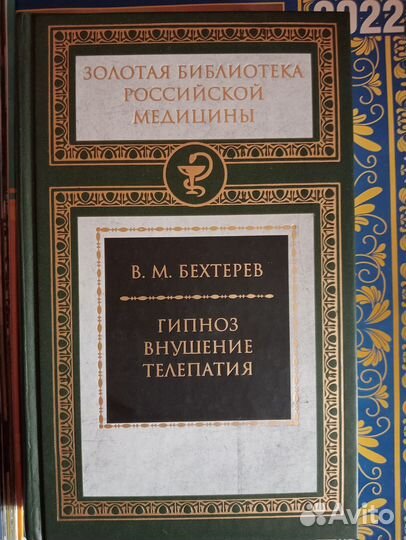 2022
ЗОЛОТАЯ БИБЛИОТЕКА
РОССИЙСКОЙ
МЕДИЦИНЫ
В. М. БЕХТЕРЕВ
ГИПНОЗ
ВНУШЕНИЕ
ТЕЛЕПАТИЯ
Avito